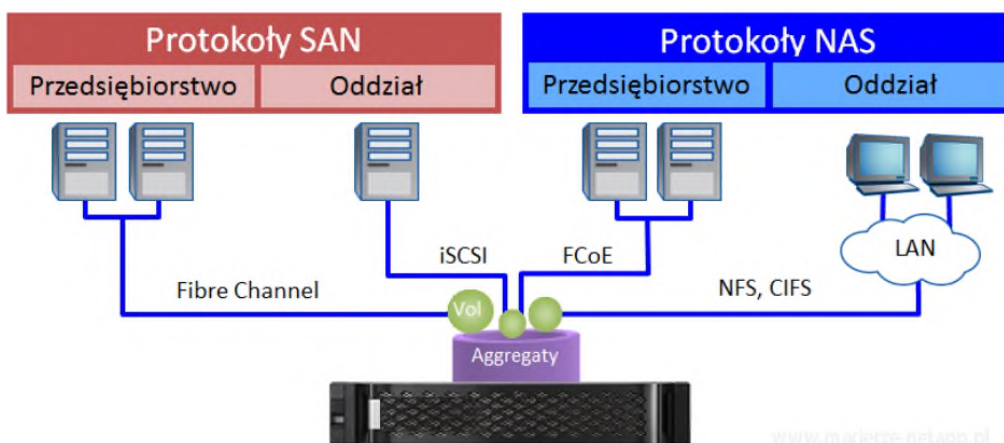 Protokoły SAN
Protokoły NAS
Przedsiębiorstwo
Oddział
Przedsiębiorstwo
Oddział
LAN
iSCSI
FCoE
Fibre Channel
NFS, CIFS
Vol
Aggregaty